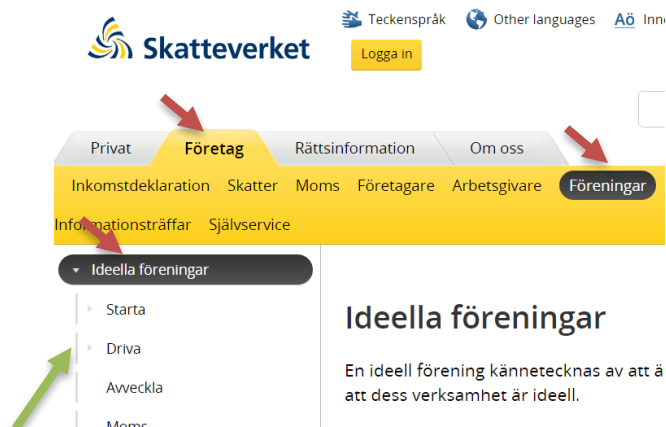 Teckenspråk Other languages Aö
Skatteverket
Logga in
Privat Företag Rättsinformation Om oss
Inkomstdeklaration Skatter Moms Företagare Arbetsgivare Föreningar
Informationsträffar Självservice
Ideella föreningar
Starta
Driva
Avveckla
Moms
Ideella föreningar
En ideell förening kännetecknas av att ä
att dess verksamhet är ideell.